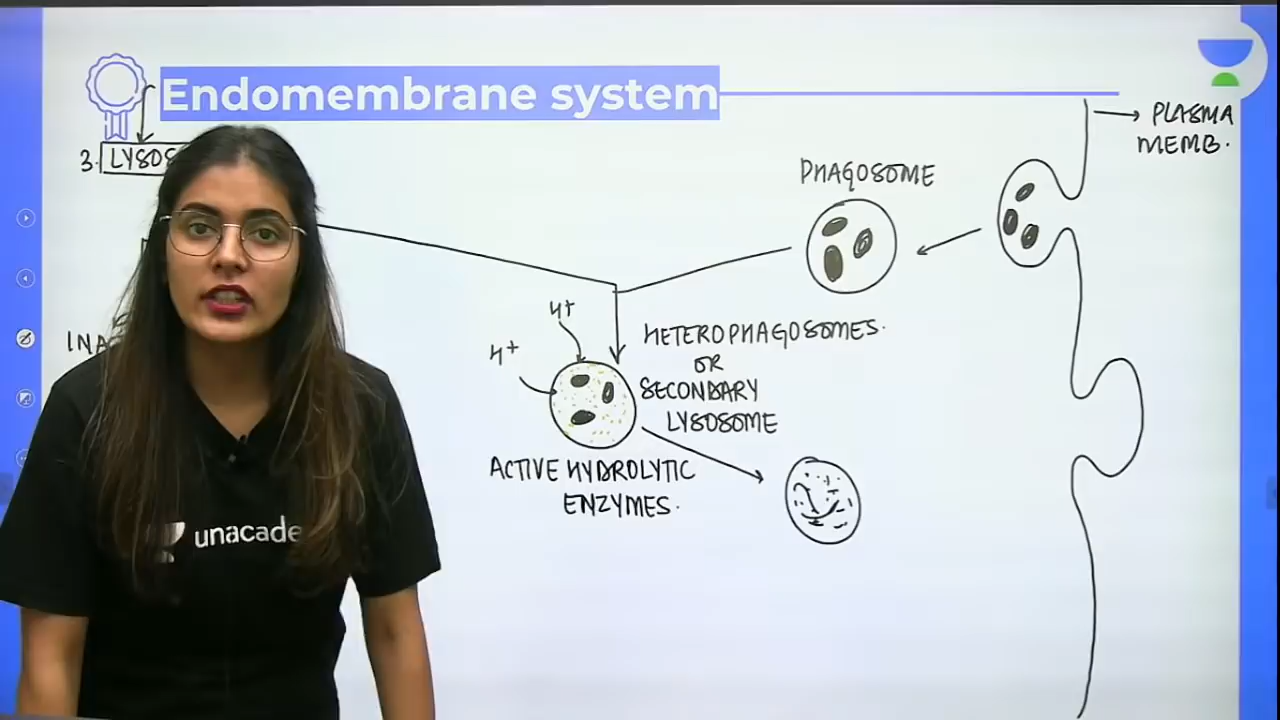 Endomembrane system
3. LYSOS
PLASMA
MEMB.
PHAGOSOME
H+
H+
HETEROPHAGOSOMES.
OR
SECONDARY
LYSOSOME
INA
ACTIVE HYDROLYTIC
ENZYMES.
unacade